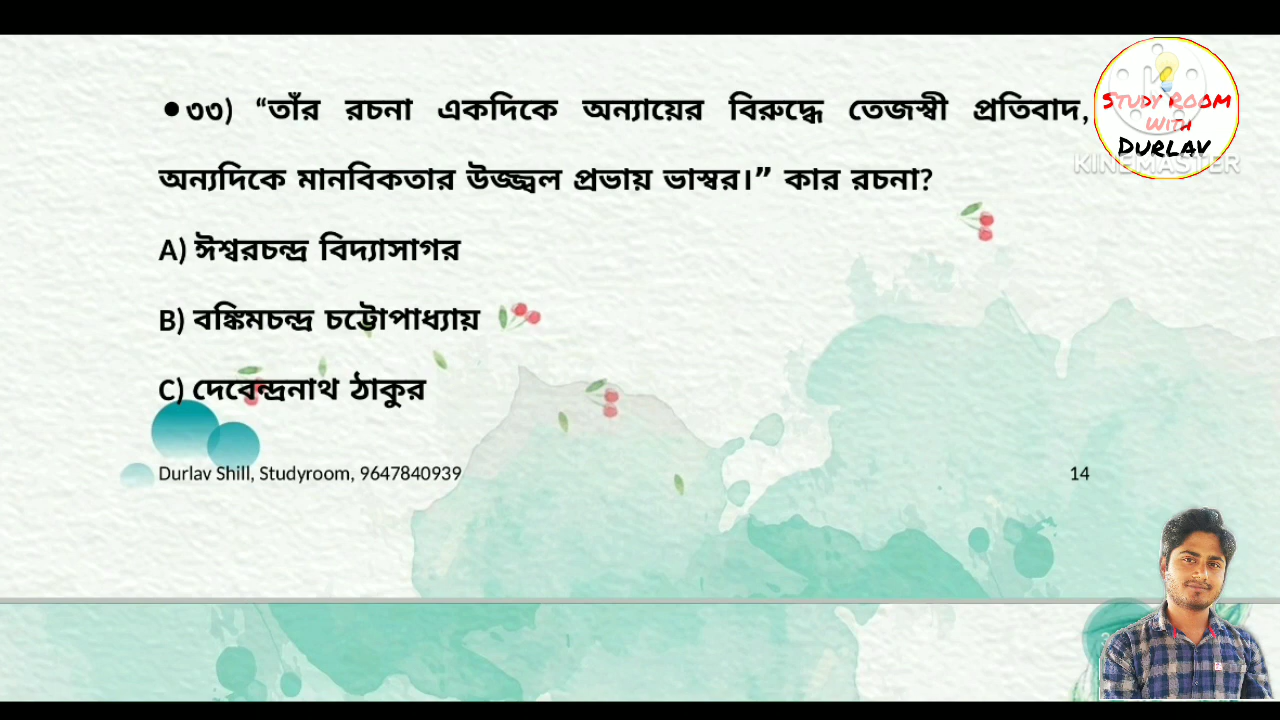 ●৩৩) “তাঁর রচনা একদিকে অন্যায়ের বিরুদ্ধে তেজস্বী প্রতিবাদ,
অন্যদিকে মানবিকতার উজ্জ্বল প্রভায় ভাস্বর।” কার রচনা?
A) ঈশ্বরচন্দ্র বিদ্যাসাগর
B) বঙ্কিমচন্দ্র চট্টোপাধ্যায়
C) দেবেন্দ্রনাথ ঠাকুর
Durlav Shill, Studyroom, 9647840939
14
STUDY ROOM
WITH
DURLAV
KINEMASTER